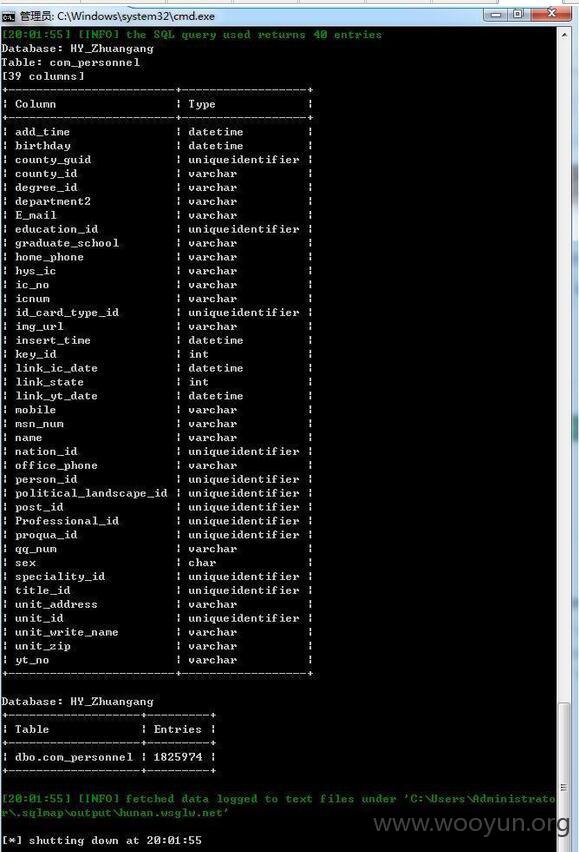 管理员: C:\Windows\system32\cmd.exe
[20:01:55] [INFO] the SQL query used returns 40 entries
Database: HY_Zhuangang
Table: com_personnel
[39 columns]
+------------------------+------------------+
| Column | Type |
+------------------------+------------------+
| add_time | datetime |
| birthday | datetime |
| county_guid | uniqueidentifier |
| county_id | varchar |
| degree_id | varchar |
| department2 | varchar |
| E_mail | varchar |
| education_id | uniqueidentifier |
| graduate_school | varchar |
| home_phone | varchar |
| hys_ic | varchar |
| ic_no | varchar |
| icnum | varchar |
| id_card_type_id | uniqueidentifier |
| img_url | varchar |
| insert_time | datetime |
| key_id | int |
| link_ic_date | datetime |
| link_state | int |
| link_yt_date | datetime |
| mobile | varchar |
| msn_num | varchar |
| name | varchar |
| nation_id | uniqueidentifier |
| office_phone | varchar |
| person_id | uniqueidentifier |
| political_landscape_id | uniqueidentifier |
| post_id | uniqueidentifier |
| Professional_id | uniqueidentifier |
| proqua_id | uniqueidentifier |
| qq_num | varchar |
| sex | char |
| speciality_id | uniqueidentifier |
| title_id | uniqueidentifier |
| unit_address | varchar |
| unit_id | uniqueidentifier |
| unit_write_name | varchar |
| unit_zip | varchar |
| yt_no | varchar |
+------------------------+------------------+
Database: HY_Zhuangang
+-------------------+---------+
| Table | Entries |
+-------------------+---------+
| dbo.com_personnel | 1825974 |
+-------------------+---------+
[20:01:55] [INFO] fetched data logged to text files under 'C:\Users\Administrato
r\.sqlmap\output\hunan.wsglw.net'
www.wooyun.org
[*] shutting down at 20:01:55